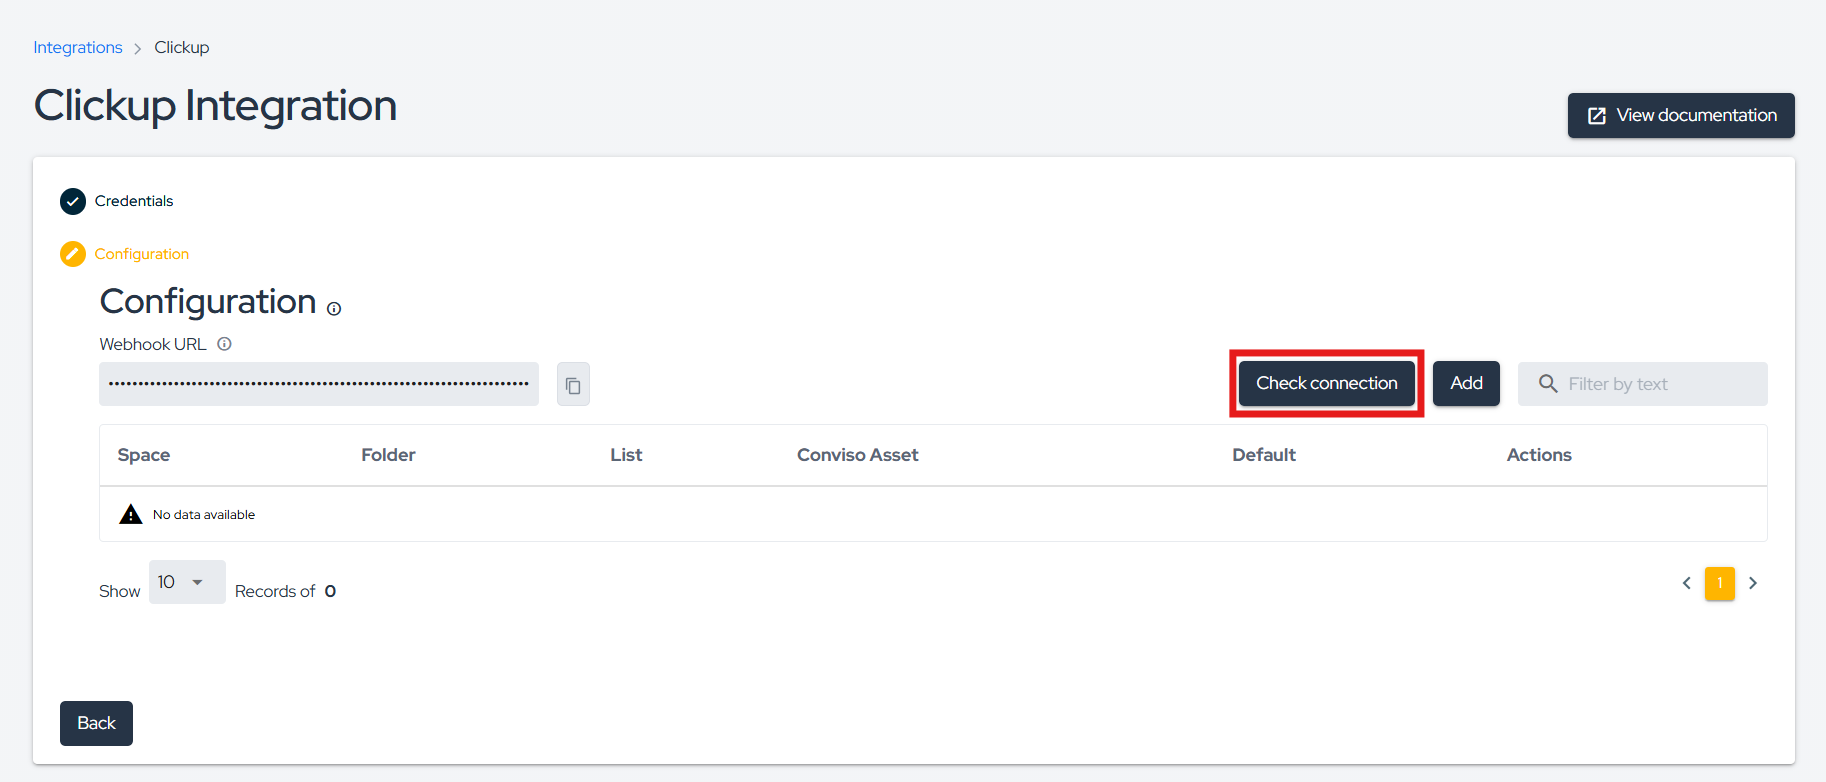 Integrations > Clickup
Clickup Integration
View documentation
Credentials
Configuration
Configuration
Webhook URL
••••••••••••••••••••••••••••••••••••••••••••••••••••••••••••••••••••••
Check connection
Add
Filter by text
Space Folder List Conviso Asset Default Actions
No data available
Show 10 Records of 0
1
Back